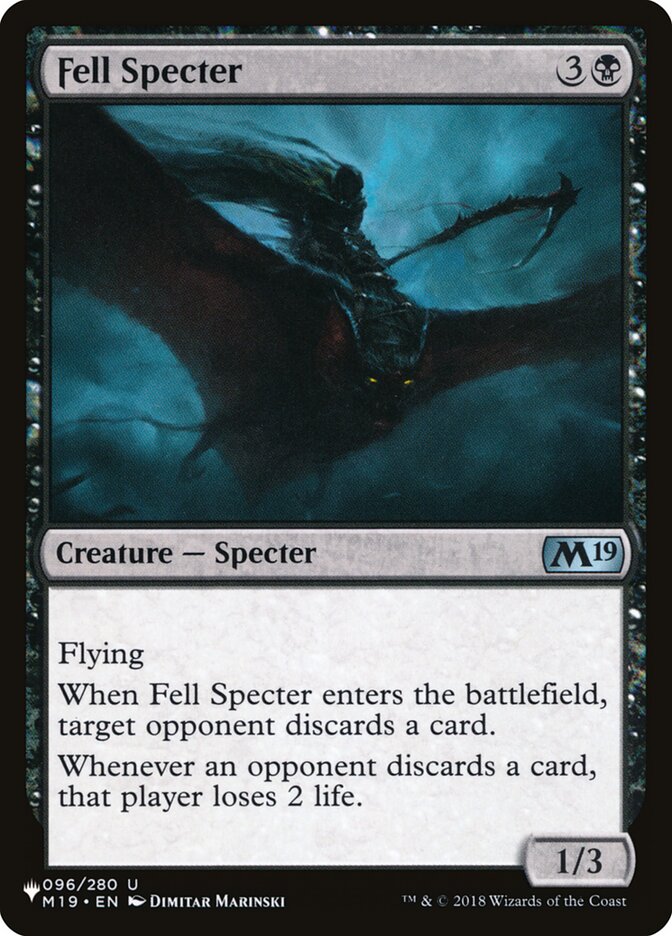 Fell Specter 3
Creature — Specter M19
Flying
When Fell Specter enters the battlefield,
target opponent discards a card.
Whenever an opponent discards a card,
that player loses 2 life.
1/3
096/280 U
M19 • EN Dimitar Marinski
™ & © 2018 Wizards of the Coast